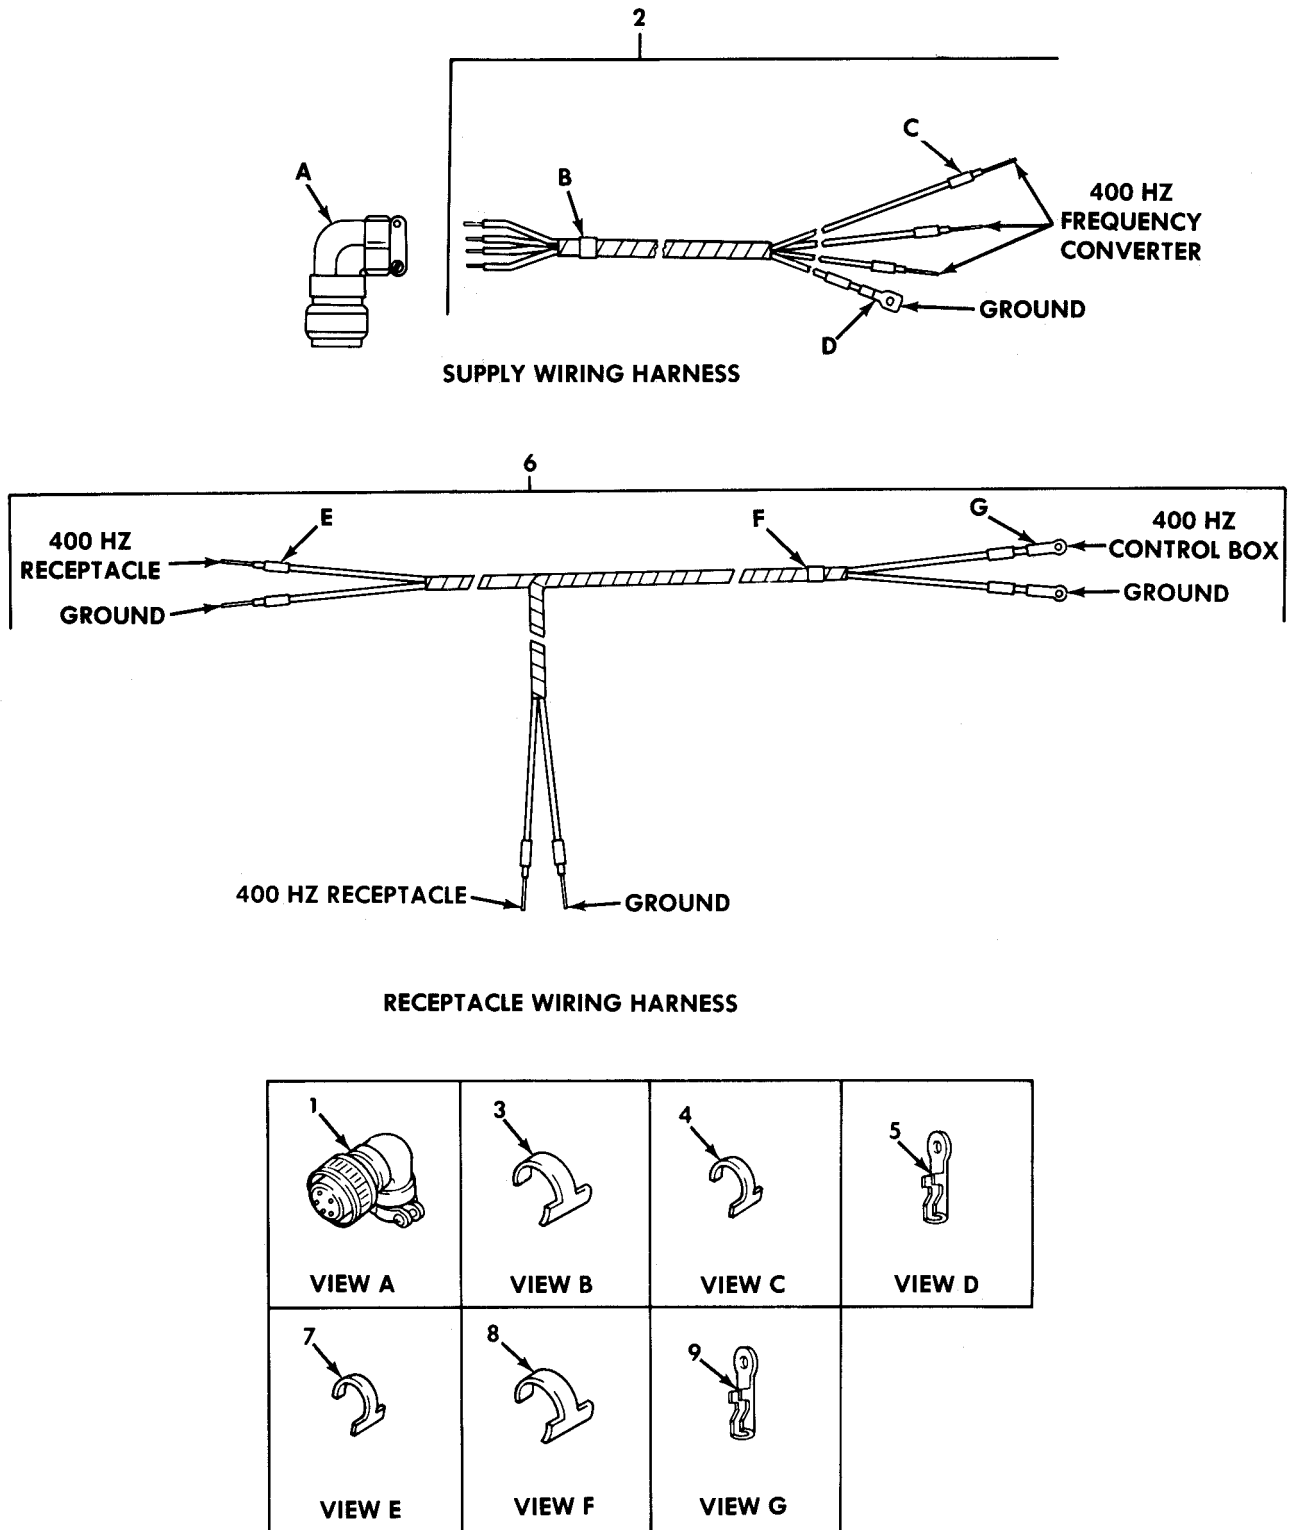 2
A
B
C
400 HZ
FREQUENCY
CONVERTER
GROUND
D
SUPPLY WIRING HARNESS
6
400 HZ
RECEPTACLE
E
F
G
400 HZ
CONTROL BOX
GROUND
GROUND
400 HZ RECEPTACLE
GROUND
RECEPTACLE WIRING HARNESS
1
3
4
5
VIEW A
VIEW B
VIEW C
VIEW D
7
8
9
VIEW E
VIEW F
VIEW G